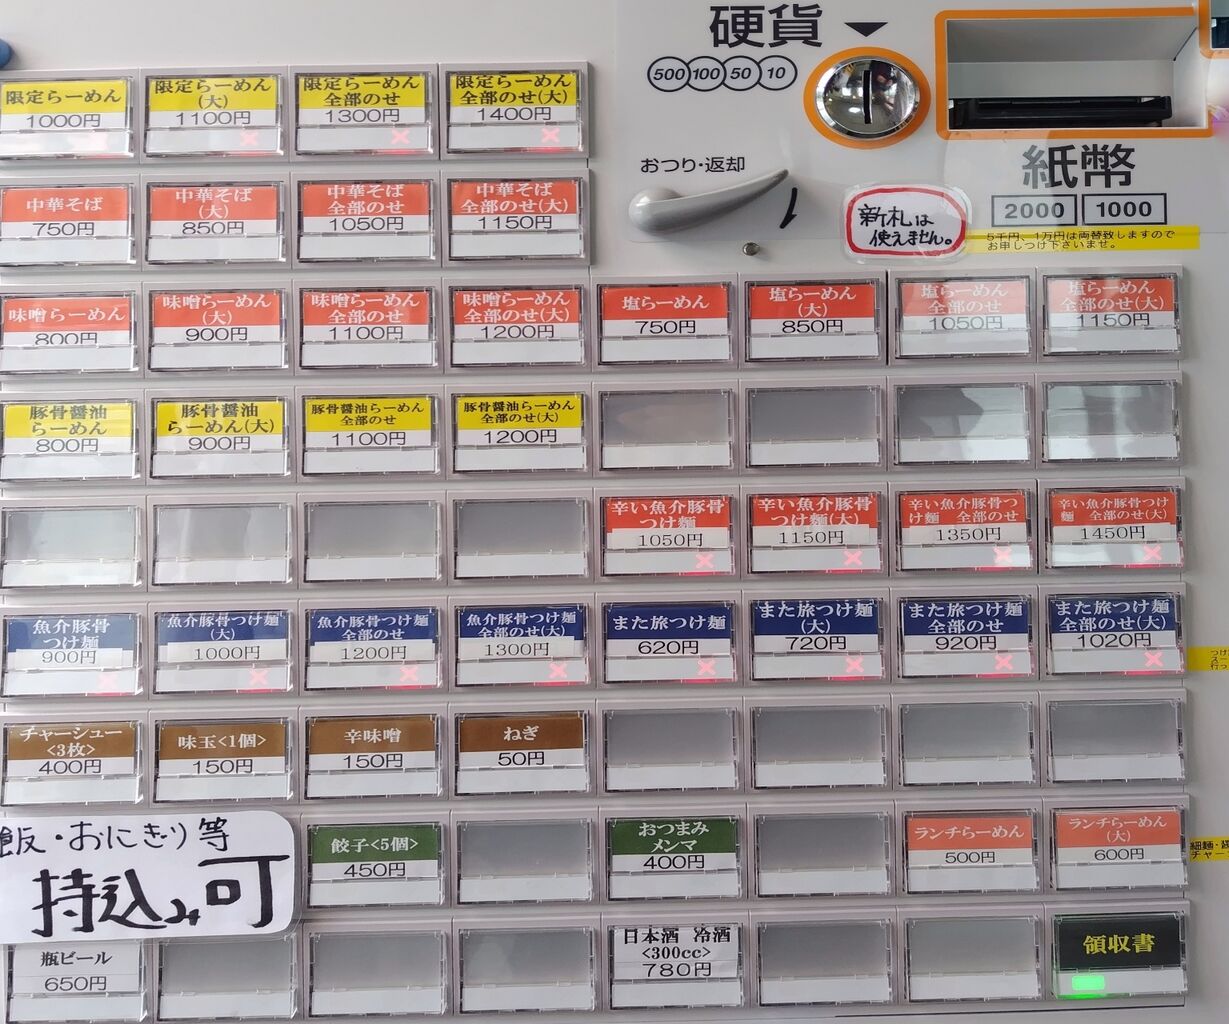 硬貨
500 100 50 10
おつり・返却
紙幣
2000 1000
新札は
使えません。
5千円、1万円は両替致しますので
お申しつけ下さいませ。
限定らーめん
1000円
限定らーめん
(大)
1100円
限定らーめん
全部のせ
1300円
限定らーめん
全部のせ(大)
1400円
中華そば
750円
中華そば
(大)
850円
中華そば
全部のせ
1050円
中華そば
全部のせ(大)
1150円
味噌らーめん
800円
味噌らーめん
(大)
900円
味噌らーめん
全部のせ
1100円
味噌らーめん
全部のせ(大)
1200円
塩らーめん
750円
塩らーめん
(大)
850円
塩らーめん
全部のせ
1050円
塩らーめん
全部のせ(大)
1150円
豚骨醤油
らーめん
800円
豚骨醤油
らーめん(大)
900円
豚骨醤油らーめん
全部のせ
1100円
豚骨醤油らーめん
全部のせ(大)
1200円
辛い魚介豚骨
つけ麺
1050円
辛い魚介豚骨
つけ麺(大)
1150円
辛い魚介豚骨つ
け麺 全部のせ
1350円
辛い魚介豚骨つけ
麺 全部のせ(大)
1450円
魚介豚骨
つけ麺
900円
魚介豚骨つけ麺
(大)
1000円
魚介豚骨つけ麺
全部のせ
1200円
魚介豚骨つけ麺
全部のせ(大)
1300円
また旅つけ麺
620円
また旅つけ麺
(大)
720円
また旅つけ麺
全部のせ
920円
また旅つけ麺
全部のせ(大)
1020円
チャーシュー
<3枚>
400円
味玉<1個>
150円
辛味噌
150円
ねぎ
50円
飯・おにぎり等
持込み可
餃子<5個>
450円
おつまみ
メンマ
400円
ランチらーめん
500円
ランチらーめん
(大)
600円
細麺・
チャー
瓶ビール
650円
日本酒 冷酒
<300cc>
780円
領収書